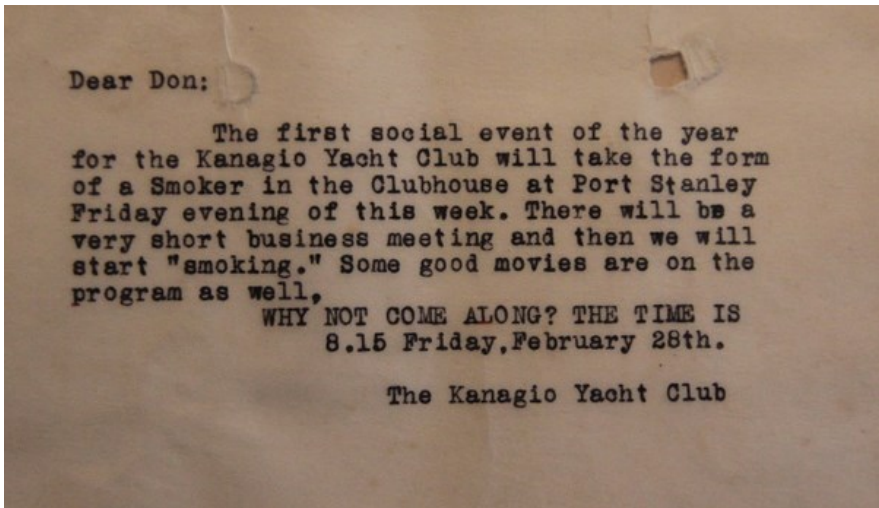 Dear Don:
The first social event of the year
for the Kanagio Yacht Club will take the form
of a Smoker in the Clubhouse at Port Stanley
Friday evening of this week. There will be a
very short business meeting and then we will
start "smoking." Some good movies are on the
program as well,
WHY NOT COME ALONG? THE TIME IS
8.15 Friday,February 28th.
The Kanagio Yacht Club